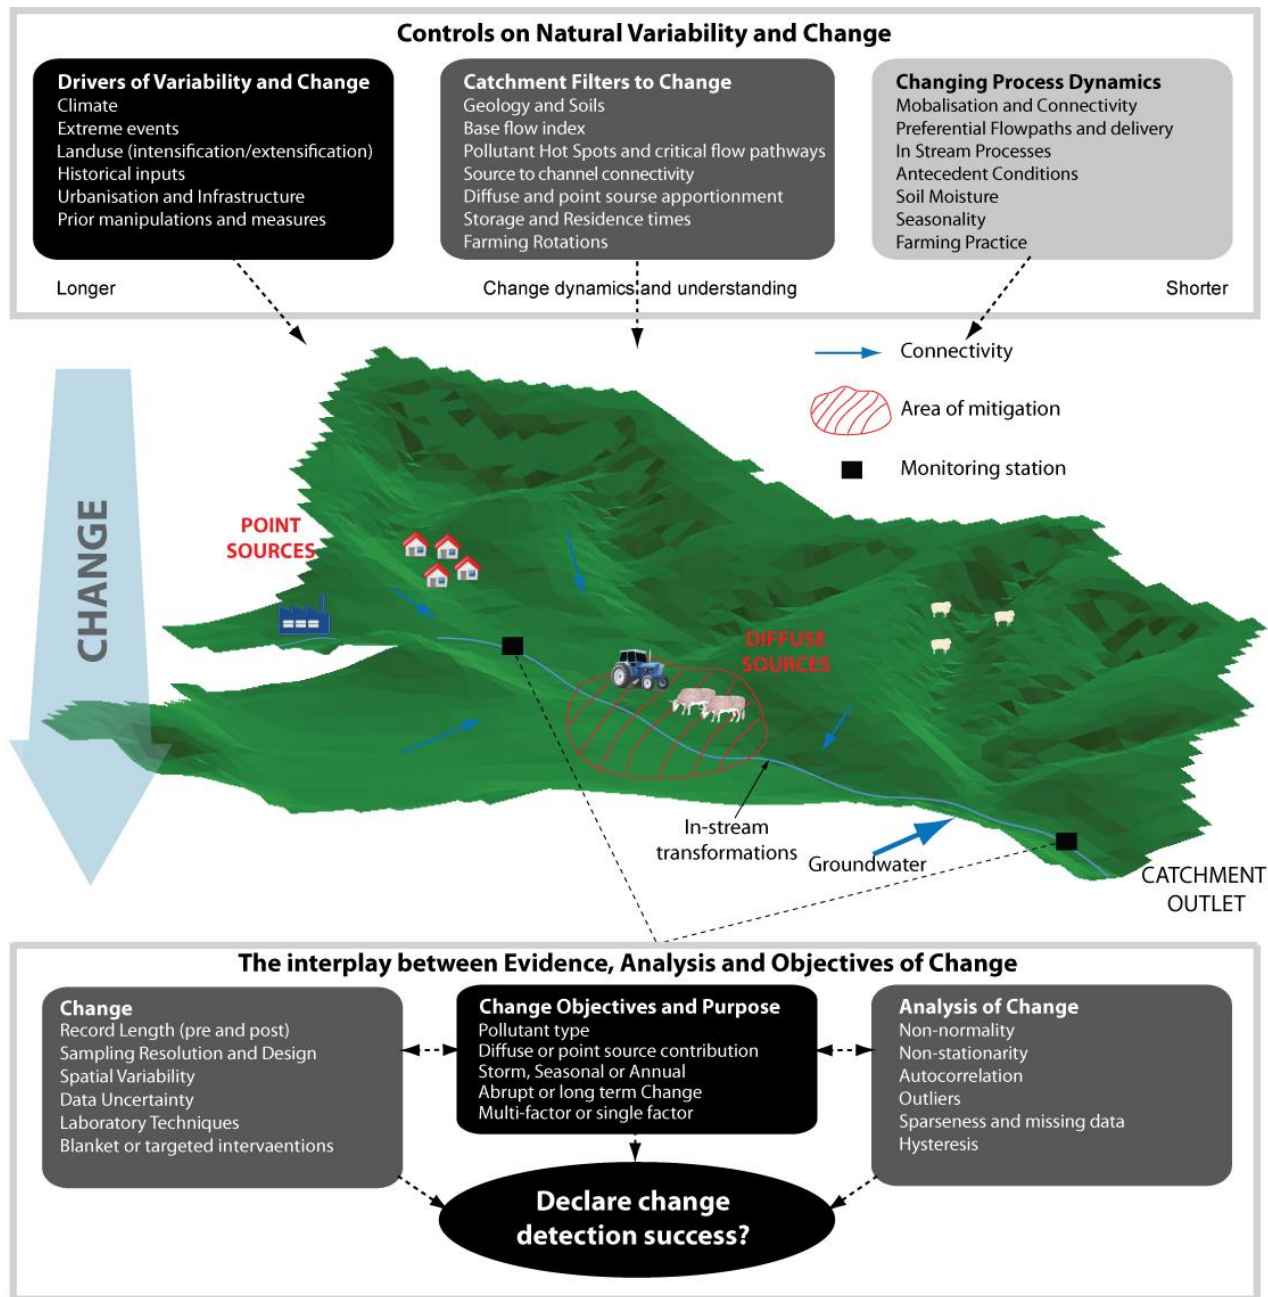 Controls on Natural Variability and Change
Drivers of Variability and Change
Climate
Extreme events
Landuse (intensification/extensification)
Historical inputs
Urbanisation and Infrastructure
Prior manipulations and measures
Catchment Filters to Change
Geology and Soils
Base flow index
Pollutant Hot Spots and critical flow pathways
Source to channel connectivity
Diffuse and point sourse apportionment
Storage and Residence times
Farming Rotations
Changing Process Dynamics
Mobalisation and Connectivity
Preferential Flowpaths and delivery
In Stream Processes
Antecedent Conditions
Soil Moisture
Seasonality
Farming Practice
Longer
Change dynamics and understanding
Shorter
Connectivity
Area of mitigation
Monitoring station
CHANGE
POINT
SOURCES
DIFFUSE
SOURCES
In-stream
transformations
Groundwater
CATCHMENT
OUTLET
The interplay between Evidence, Analysis and Objectives of Change
Change
Record Length (pre and post)
Sampling Resolution and Design
Spatial Variability
Data Uncertainty
Laboratory Techniques
Blanket or targeted intervaentions
Change Objectives and Purpose
Pollutant type
Diffuse or point source contribution
Storm, Seasonal or Annual
Abrupt or long term Change
Multi-factor or single factor
Analysis of Change
Non-normality
Non-stationarity
Autocorrelation
Outliers
Sparseness and missing data
Hysteresis
Declare change
detection success?